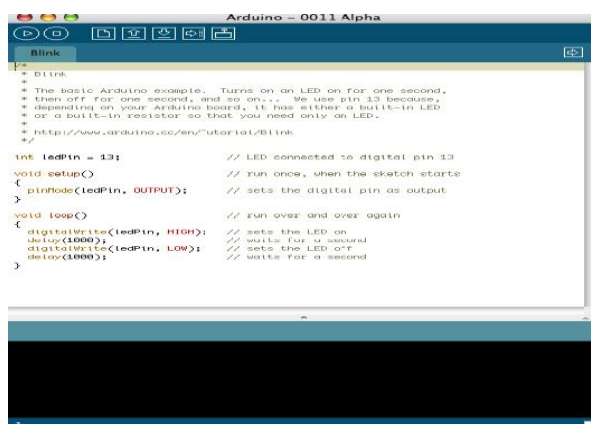 Arduino - 0011 Alpha
Blink
/*
* Blink
*
* The basic Arduino example. Turns on an LED on for one second,
* then off for one second, and so on... We use pin 13 because,
* depending on your Arduino board, it has either a built-in LED
* or a built-in resistor so that you need only an LED.
*
* http://www.arduino.cc/en/Tutorial/Blink
*/
int ledPin = 13; // LED connected to digital pin 13
void setup() // run once, when the sketch starts
{
pinMode(ledPin, OUTPUT); // sets the digital pin as output
}
void loop() // run over and over again
{
digitalWrite(ledPin, HIGH); // sets the LED on
delay(1000); // waits for a second
digitalWrite(ledPin, LOW); // sets the LED off
delay(1000); // waits for a second
}